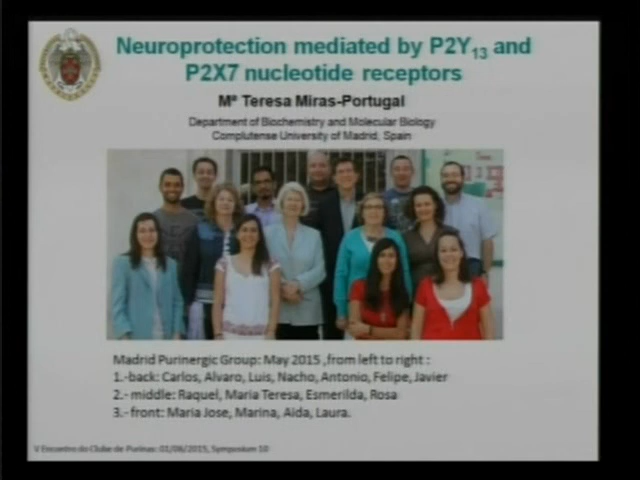 Neuroprotection mediated by P2Y13 and
P2X7 nucleotide receptors
Mª Teresa Miras-Portugal
Department of Biochemistry and Molecular Biology
Complutense University of Madrid, Spain
Madrid Purinergic Group: May 2015 ,from left to right :
1.-back: Carlos, Alvaro, Luis, Nacho, Antonio, Felipe, Javier
2.- middle: Raquel, Maria Teresa, Esmerilda, Rosa
3.- front: Maria Jose, Marina, Aida, Laura.
V Encontro do Clube de Purinas: 01/06/2015, Symposium 10